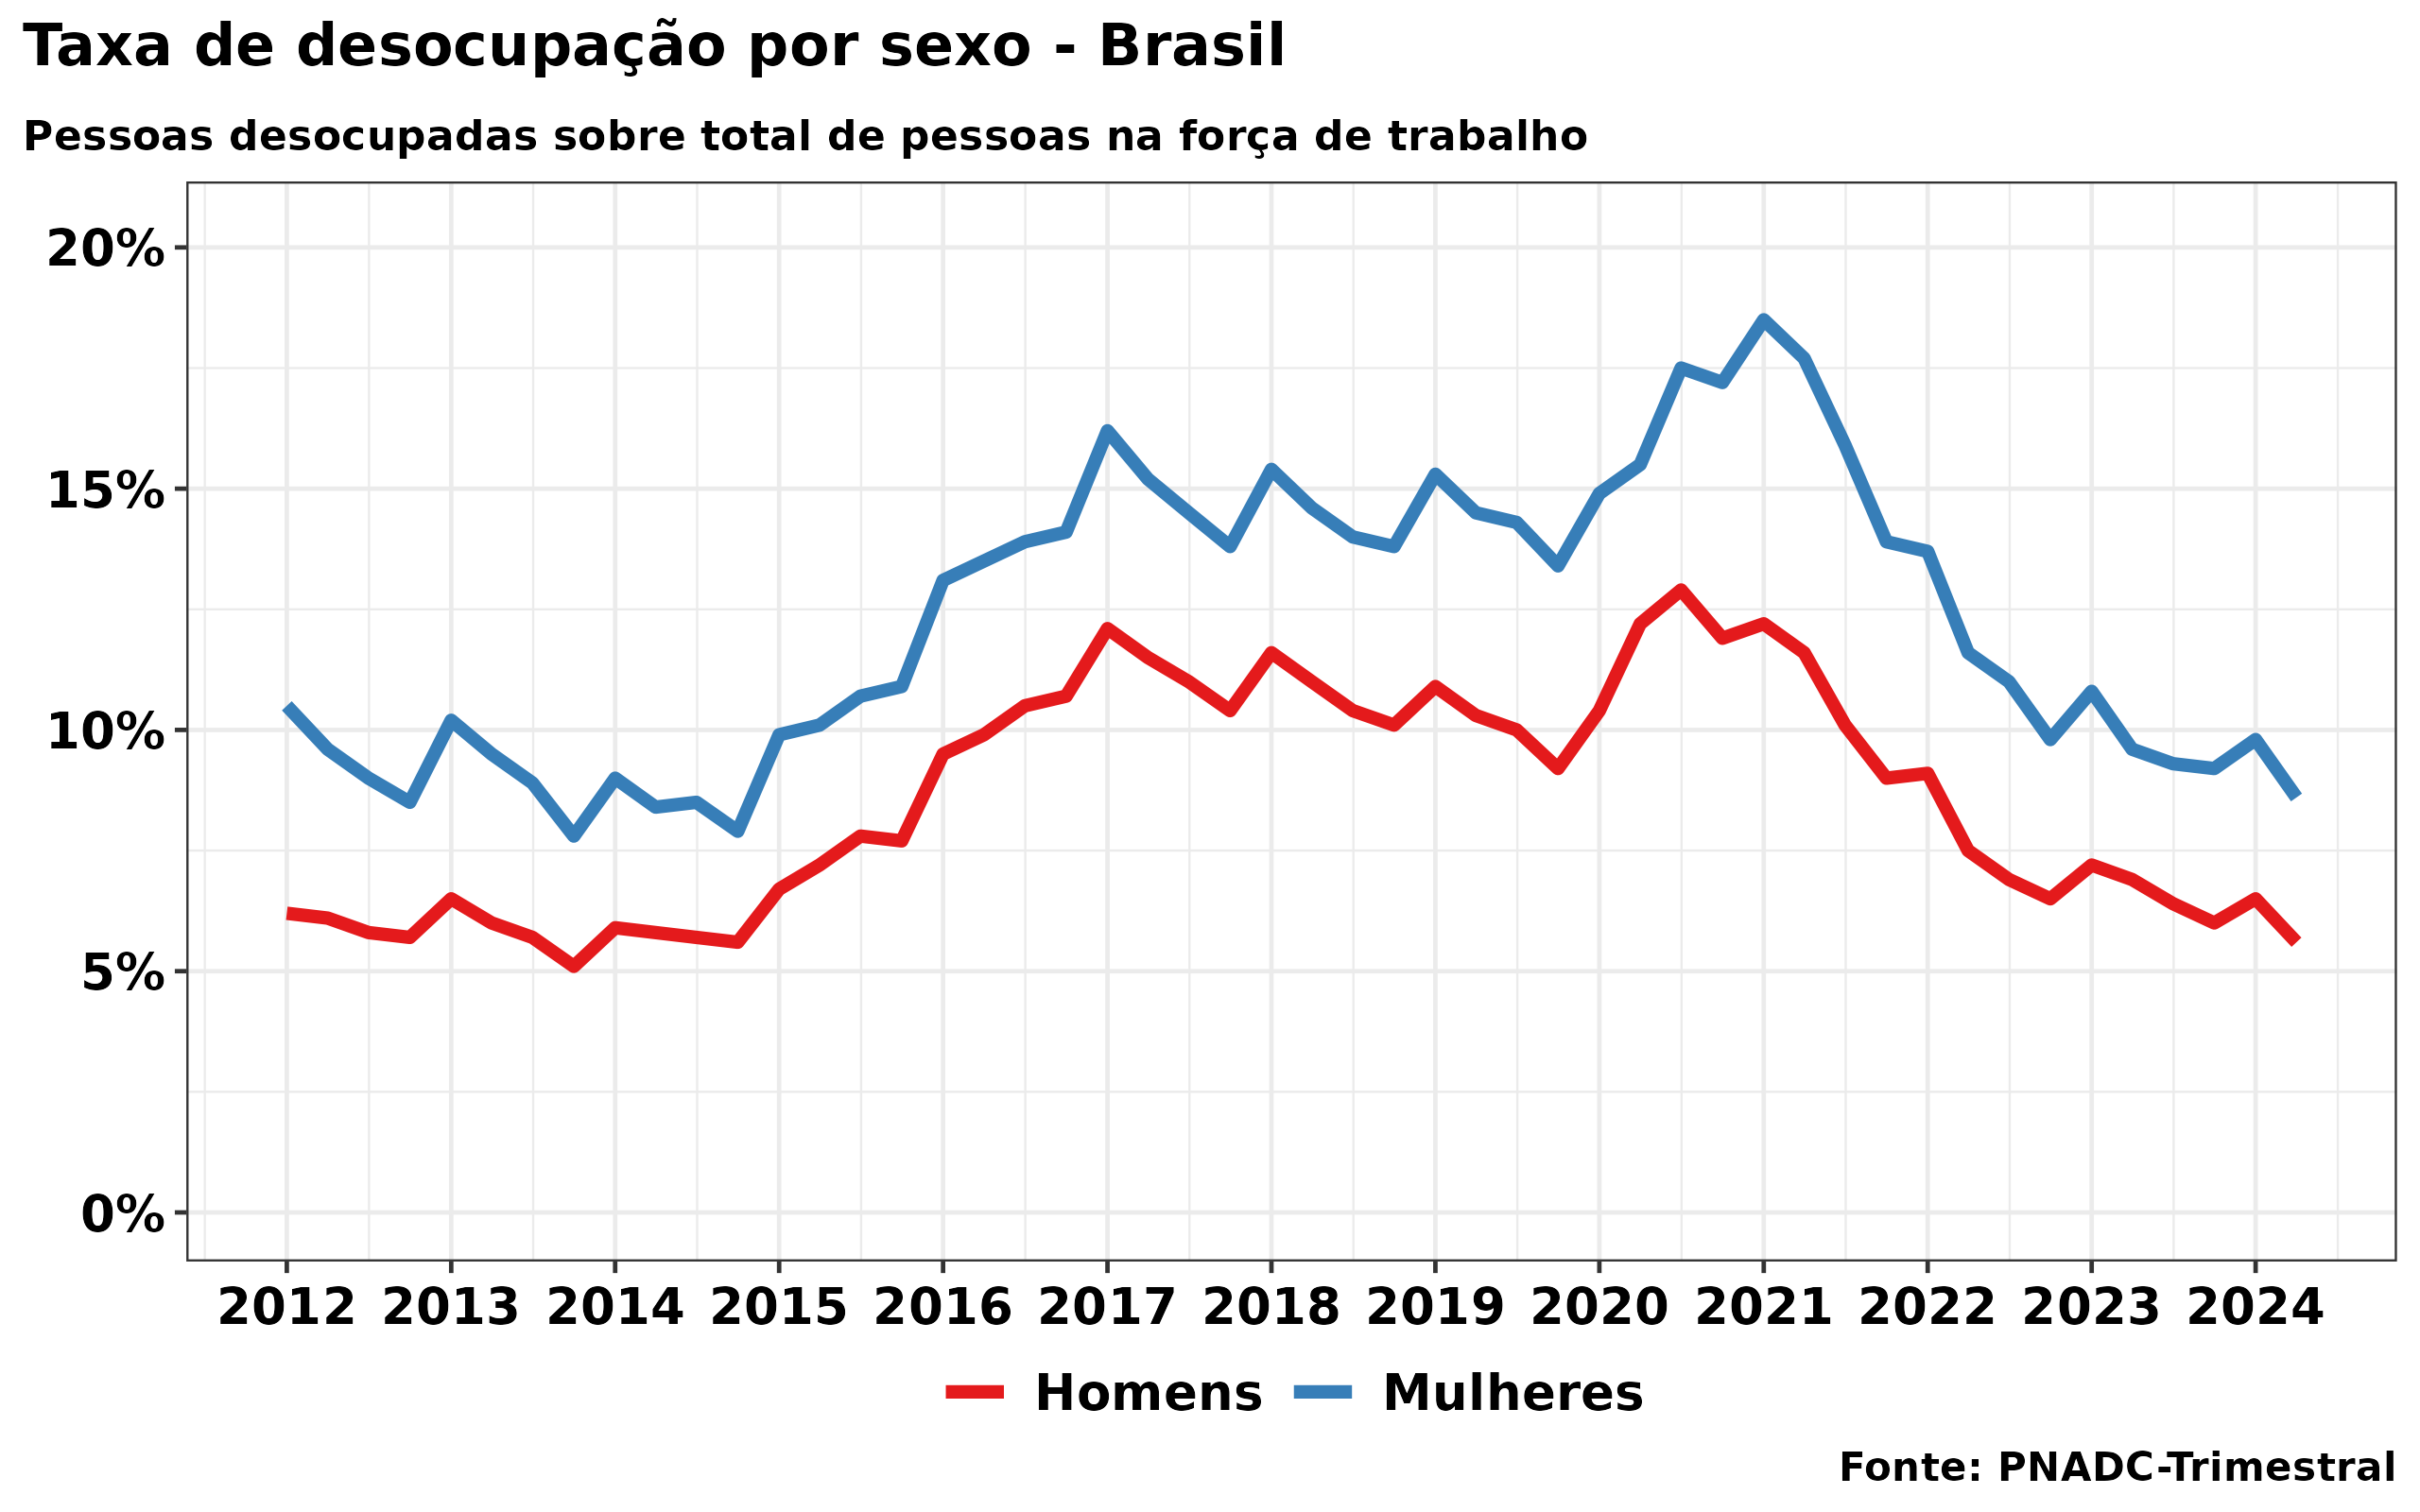 Taxa de desocupação por sexo - Brasil
Pessoas desocupadas sobre total de pessoas na força de trabalho
20%
15%
10%
5%
0%
2012 2013 2014 2015 2016 2017 2018 2019 2020 2021 2022 2023 2024
Homens Mulheres
Fonte: PNADC-Trimestral